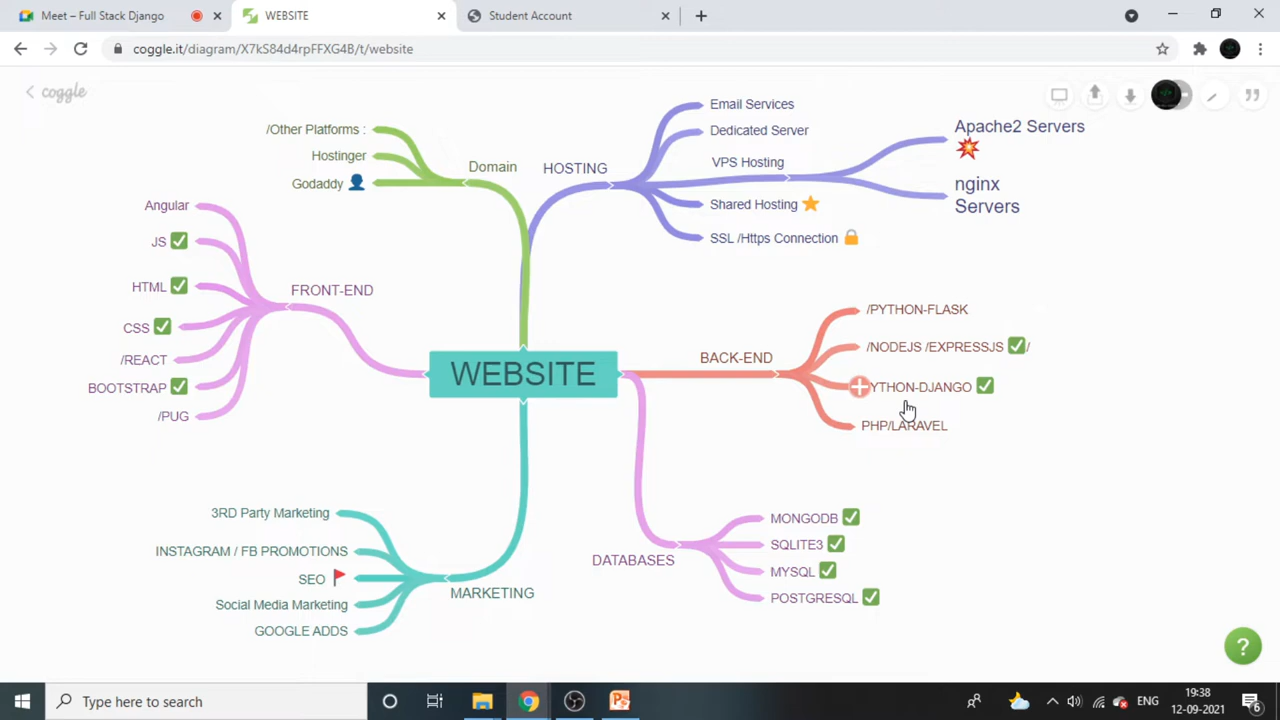 Meet – Full Stack Django
WEBSITE
Student Account
coggle.it/diagram/X7kS84d4rpFFXG4B/t/website
coggle
/Other Platforms :
Hostinger
Godaddy
Domain
HOSTING
Email Services
Dedicated Server
VPS Hosting
Shared Hosting
SSL /Https Connection
Apache2 Servers
nginx
Servers
Angular
JS
HTML
CSS
/REACT
BOOTSTRAP
/PUG
FRONT-END
WEBSITE
BACK-END
/PYTHON-FLASK
/NODEJS /EXPRESSJS /
YTHON-DJANGO
PHP/LARAVEL
3RD Party Marketing
INSTAGRAM / FB PROMOTIONS
SEO
Social Media Marketing
GOOGLE ADDS
MARKETING
DATABASES
MONGODB
SQLITE3
MYSQL
POSTGRESQL
?
Type here to search
ENG
19:38
12-09-2021
6